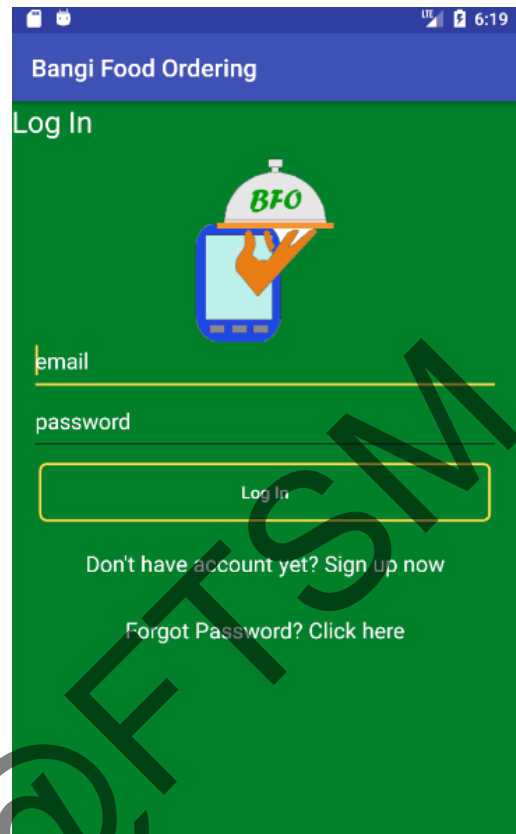 LTE 6:19
Bangi Food Ordering
Log In
BFO
email
password
Log In
Don't have account yet? Sign up now
Forgot Password? Click here
@FTSM